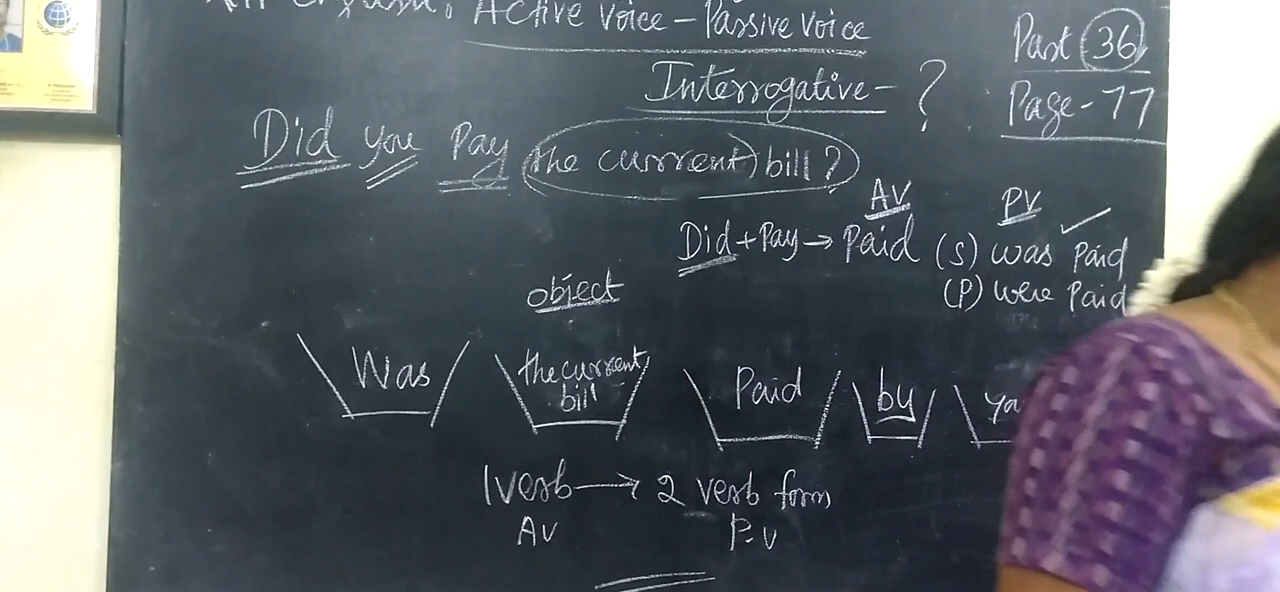 Active Voice - Passive Voice
Part 36
Page-77
Interrogative - ?
Did you Pay the current bill?
AV PV
Did + Pay → Paid (S) was Paid
(P) were Paid
object
Was the current bill Paid by
1 verb → 2 verb form
AV P.V